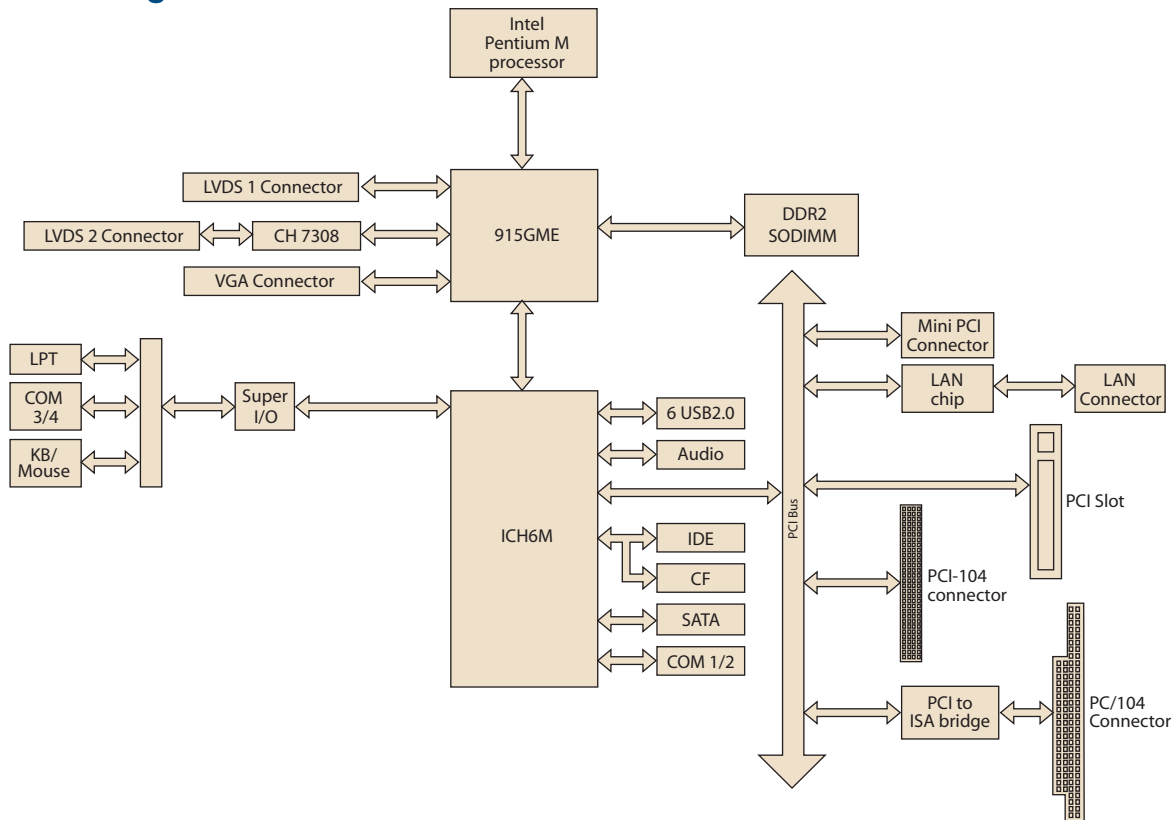 Intel
Pentium M
processor
LVDS 1 Connector
LVDS 2 Connector
CH 7308
915GME
DDR2
SODIMM
VGA Connector
Mini PCI
Connector
LPT
LAN
chip
LAN
Connector
COM
3/4
Super
I/O
6 USB2.0
KB/
Mouse
Audio
PCI Slot
PCI Bus
ICH6M
IDE
CF
PCI-104
connector
SATA
COM 1/2
PCI to
ISA bridge
PC/104
Connector